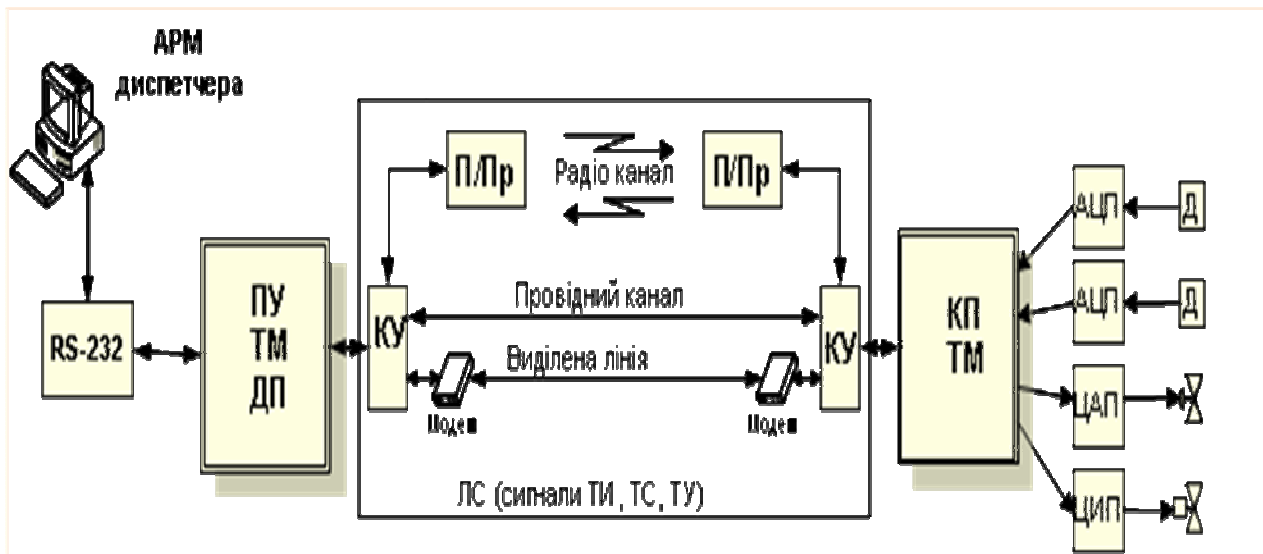 АРМ
диспетчера
RS-232
ПУ
ТМ
ДП
КУ
П/Пр
Радіо канал
П/Пр
Провідний канал
Виділена лінія
Модем
Модем
КУ
ЛС (сигнали ТИ , ТС, ТУ)
КП
ТМ
АЦП
Д
АЦП
Д
ЦАП
ЦИП